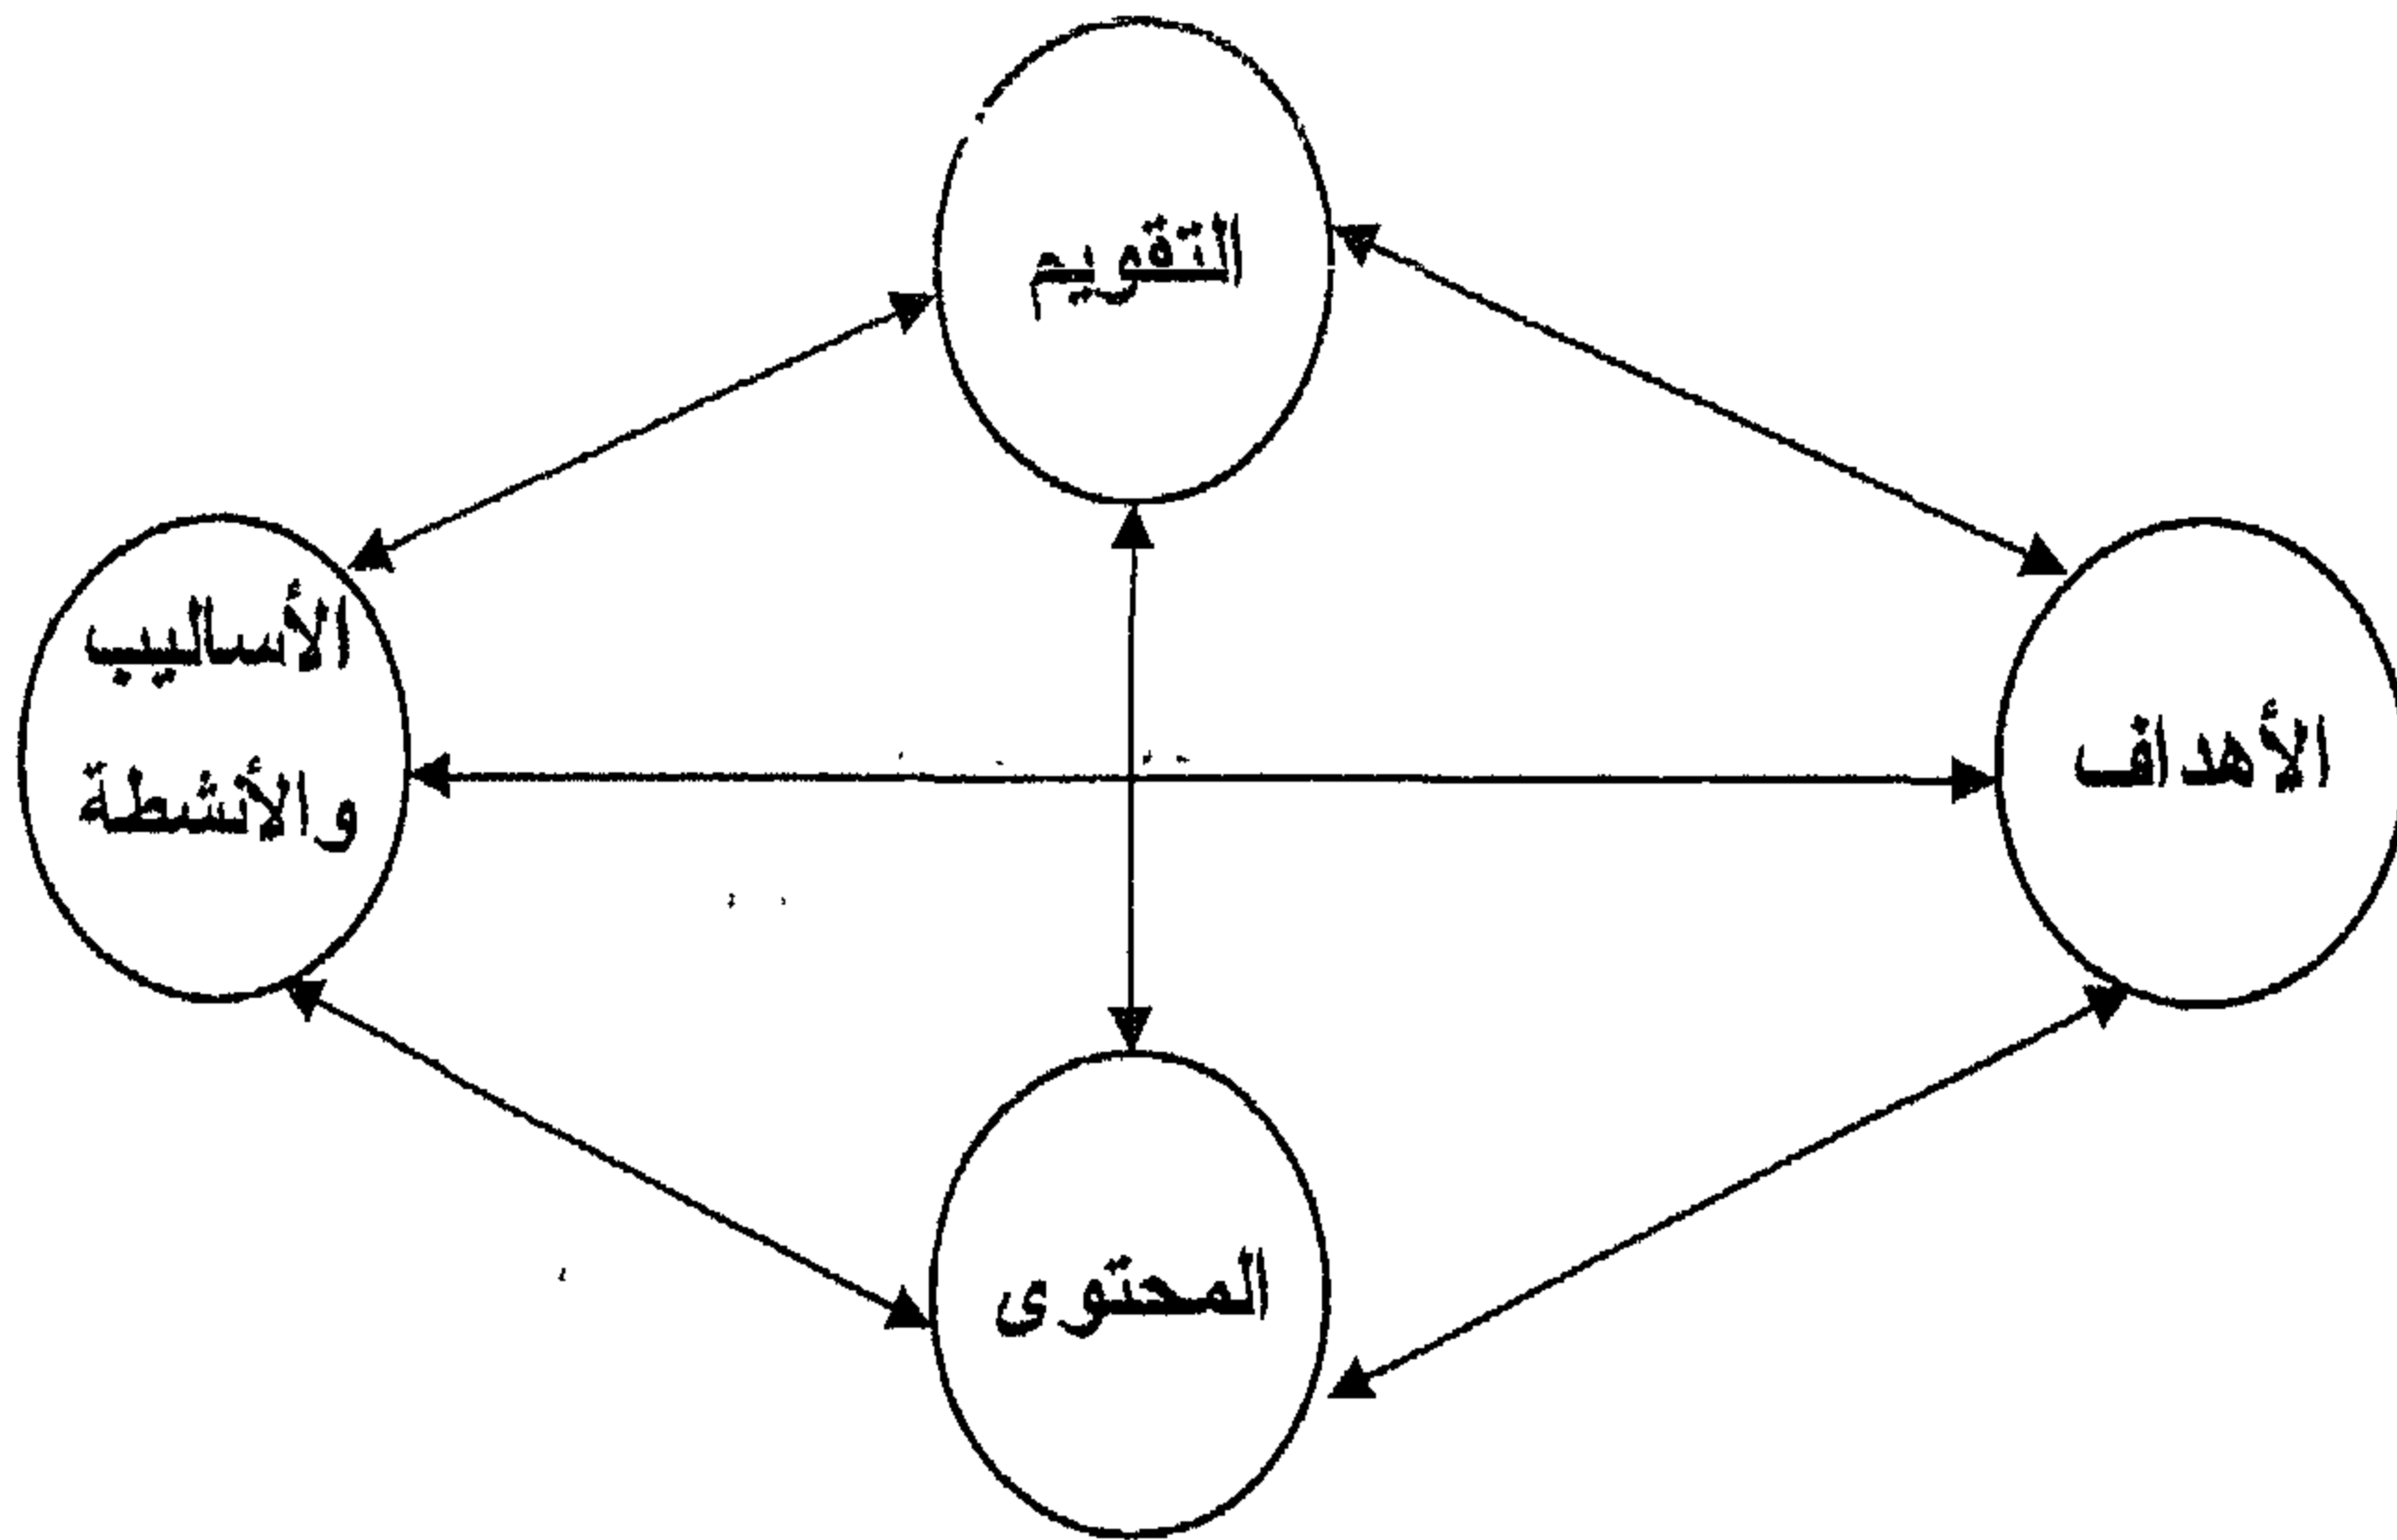 التقويم
الأهداف
الأساليب
والأنشطة
المحتوى